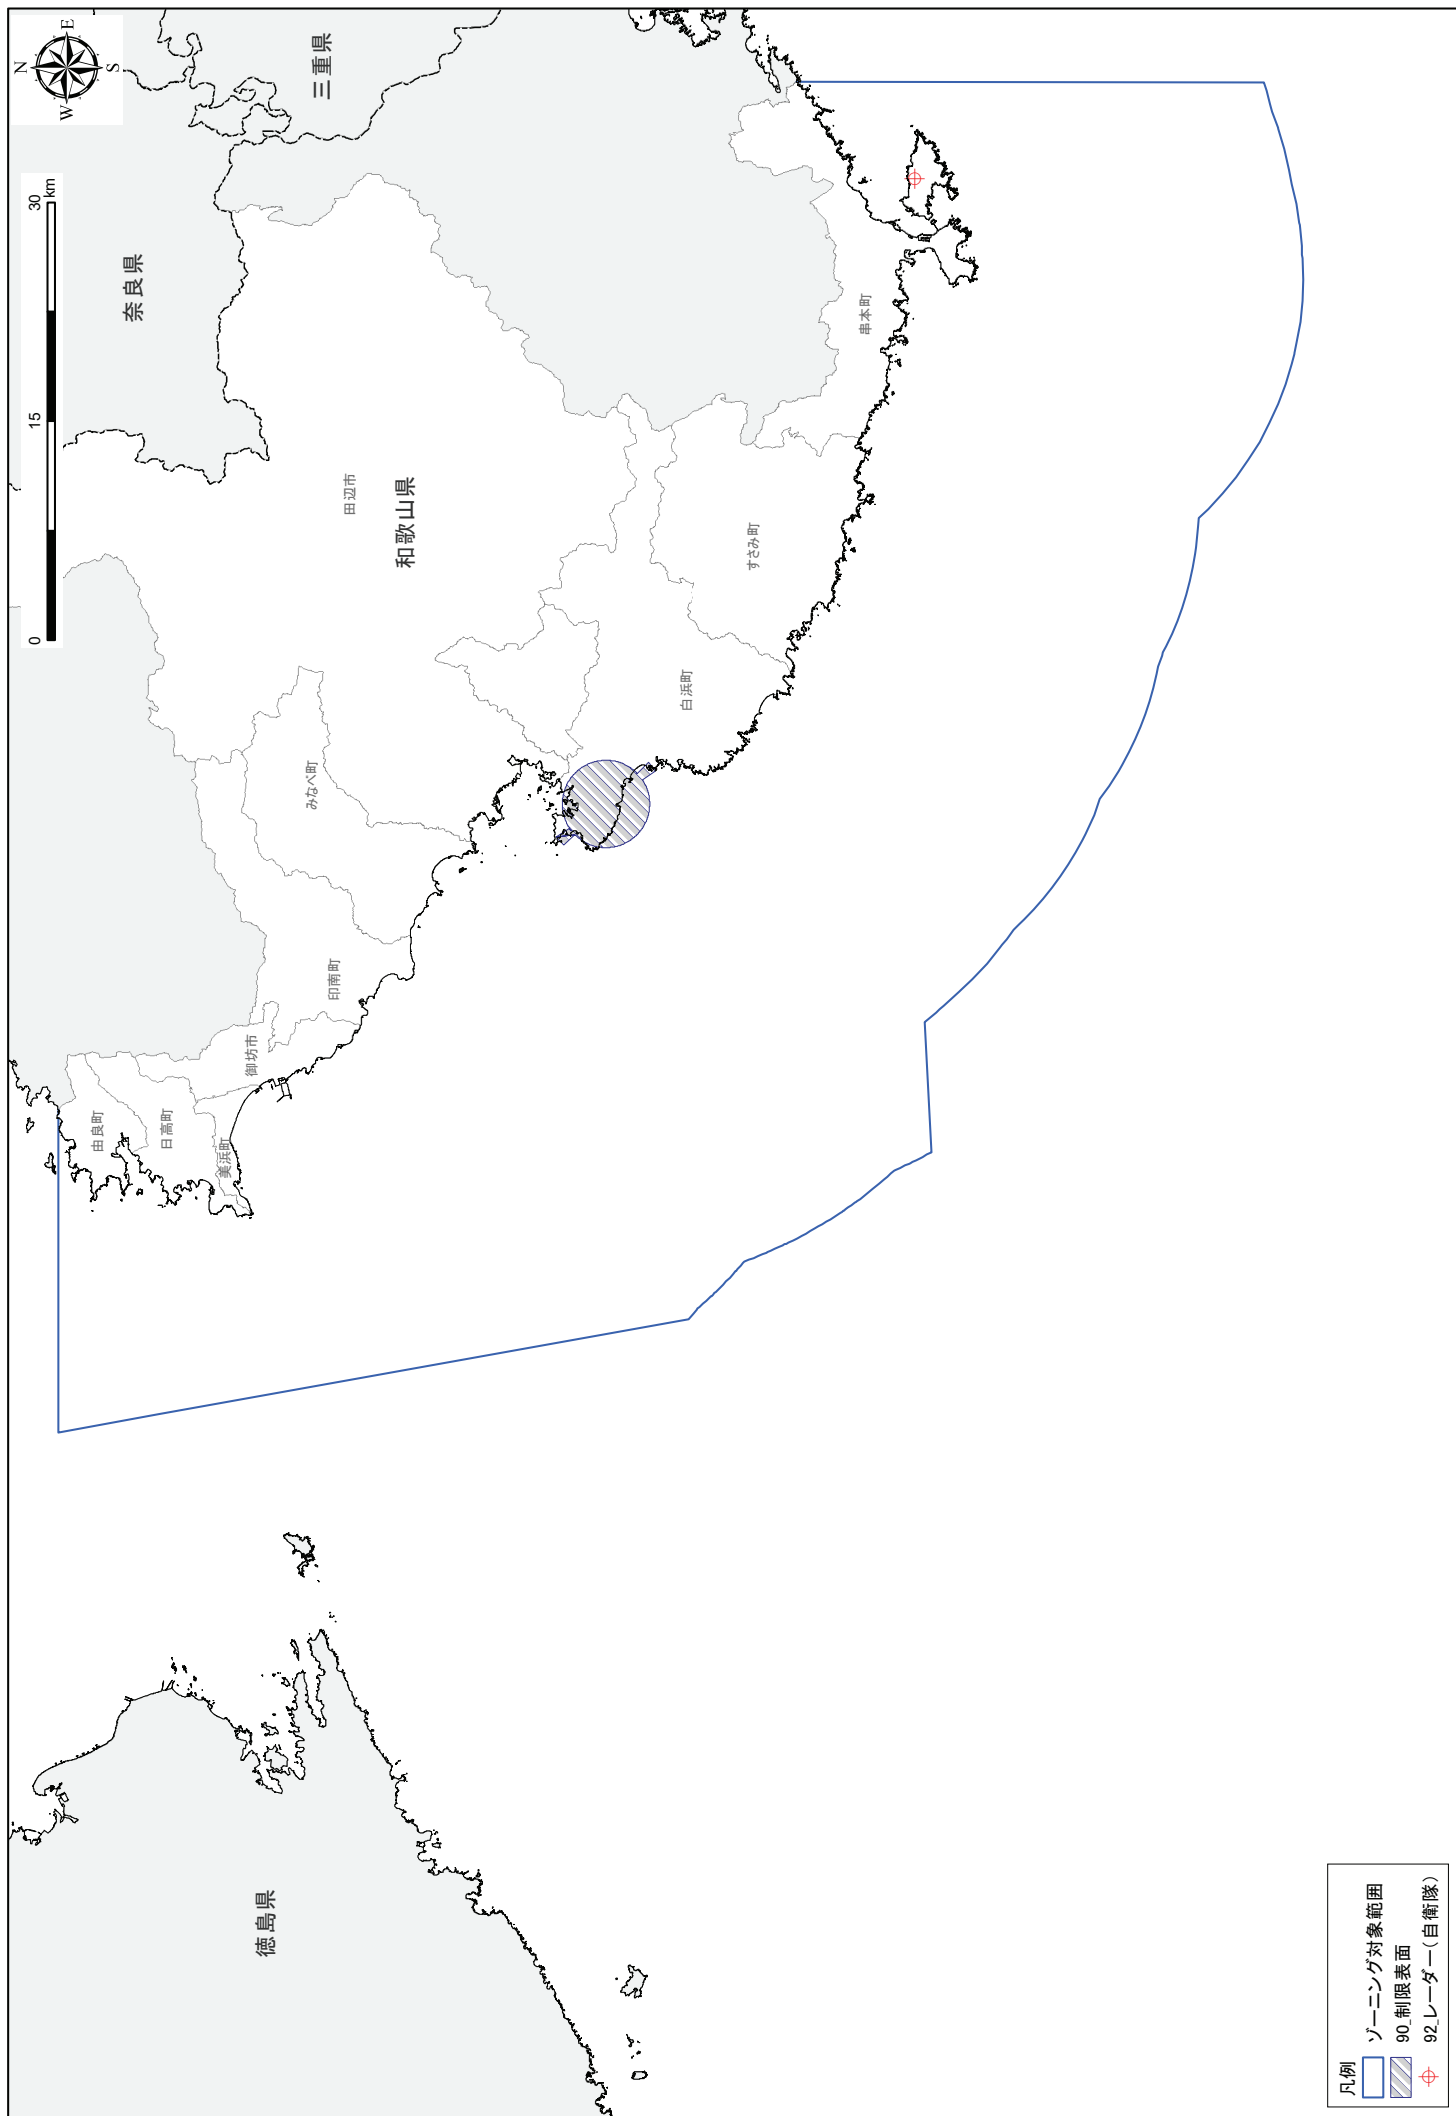 N
W
E
S
0
15
30
km
奈良県
三重県
和歌山県
徳島県
田辺市
みなべ町
印南町
御坊市
由良町
日高町
美浜町
白浜町
すさみ町
串本町
凡例
ゾーニング対象範囲
90_制限表面
92_レーダー(自衛隊)